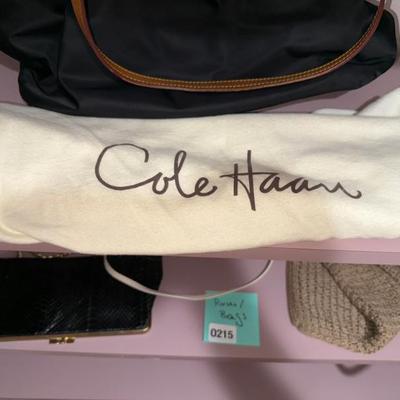 Cole Haan
Purses/
Bags
0215